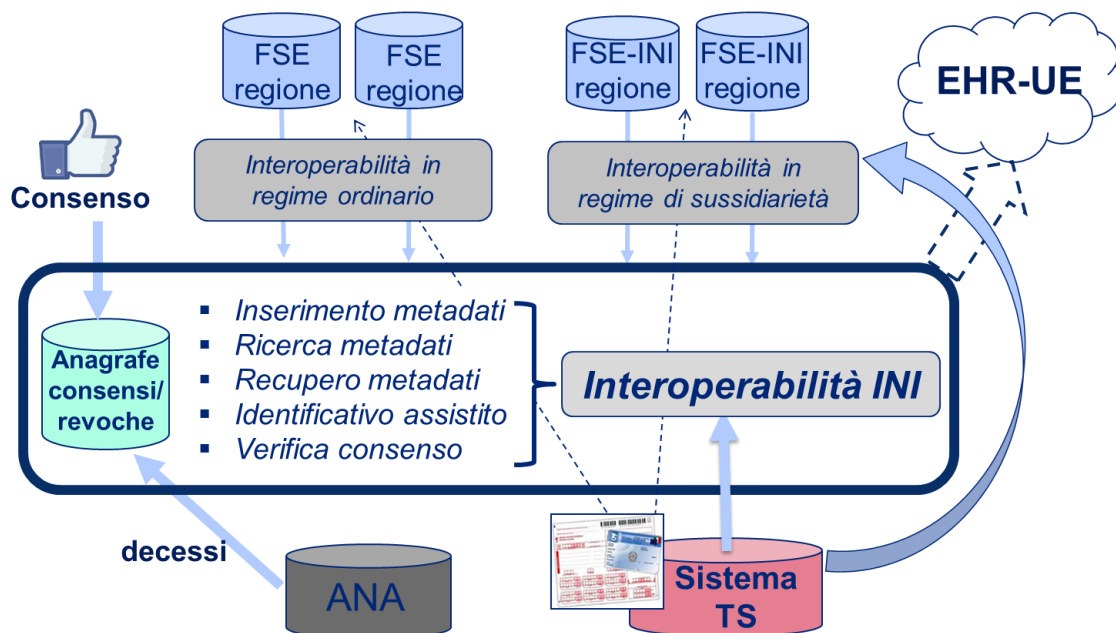 FSE
regione
FSE
regione
FSE-INI
regione
FSE-INI
regione
EHR-UE
Consenso
Interoperabilità in
regime ordinario
Interoperabilità in
regime di sussidiarietà
Anagrafe
consensi/
revoche
▪ Inserimento metadati
▪ Ricerca metadati
▪ Recupero metadati
▪ Identificativo assistito
▪ Verifica consenso
Interoperabilità INI
decessi
ANA
Sistema
TS